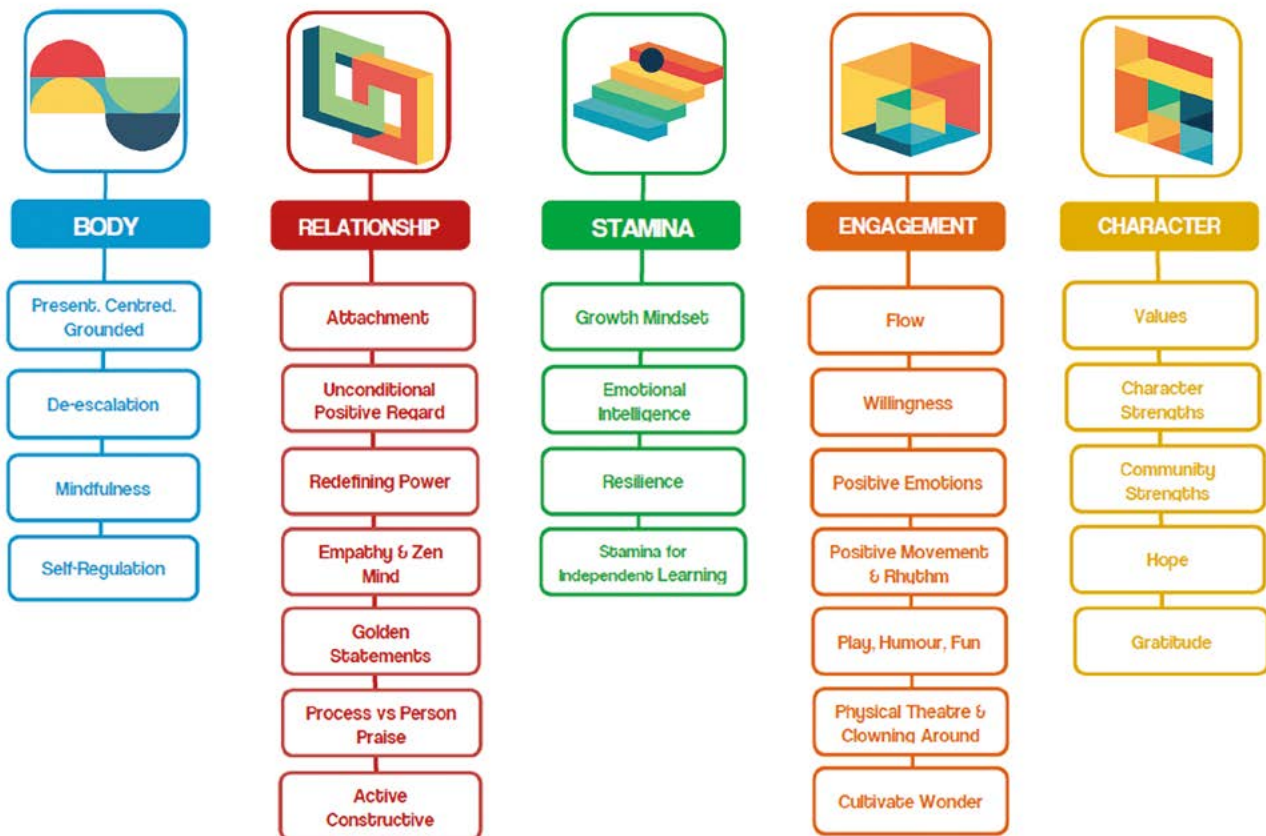 BODY
Present. Centred.
Grounded
De-escalation
Mindfulness
Self-Regulation
RELATIONSHIP
Attachment
Unconditional
Positive Regard
Redefining Power
Empathy & Zen
Mind
Golden
Statements
Process vs Person
Praise
Active
Constructive
STAMINA
Growth Mindset
Emotional
Intelligence
Resilience
Stamina for
Independent Learning
ENGAGEMENT
Flow
Willingness
Positive Emotions
Positive Movement
& Rhythm
Play, Humour, Fun
Physical Theatre &
Clowning Around
Cultivate Wonder
CHARACTER
Values
Character
Strengths
Community
Strengths
Hope
Gratitude